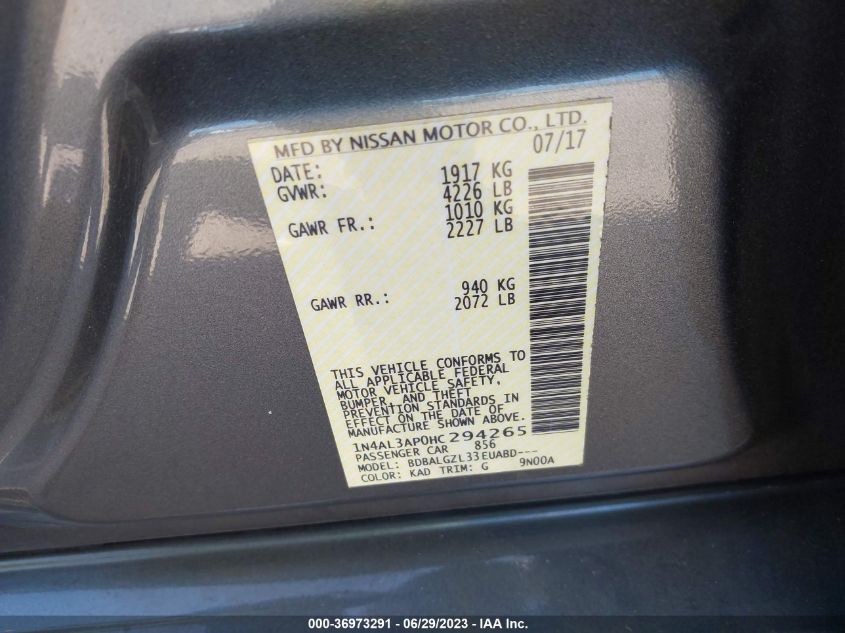 MFD BY NISSAN MOTOR CO., LTD.
DATE: 07/17
GVWR: 1917 KG
4226 LB
GAWR FR.: 1010 KG
2227 LB
GAWR RR.: 940 KG
2072 LB
THIS VEHICLE CONFORMS TO
ALL APPLICABLE FEDERAL
MOTOR VEHICLE SAFETY,
BUMPER, AND THEFT
PREVENTION STANDARDS IN
EFFECT ON THE DATE OF
MANUFACTURE SHOWN ABOVE.
1N4AL3AP0HC294265
PASSENGER CAR 856
MODEL: BDBALGZL33EUABD---
COLOR: KAD TRIM: G 9N00A
000-36973291 - 06/29/2023 - IAA Inc.